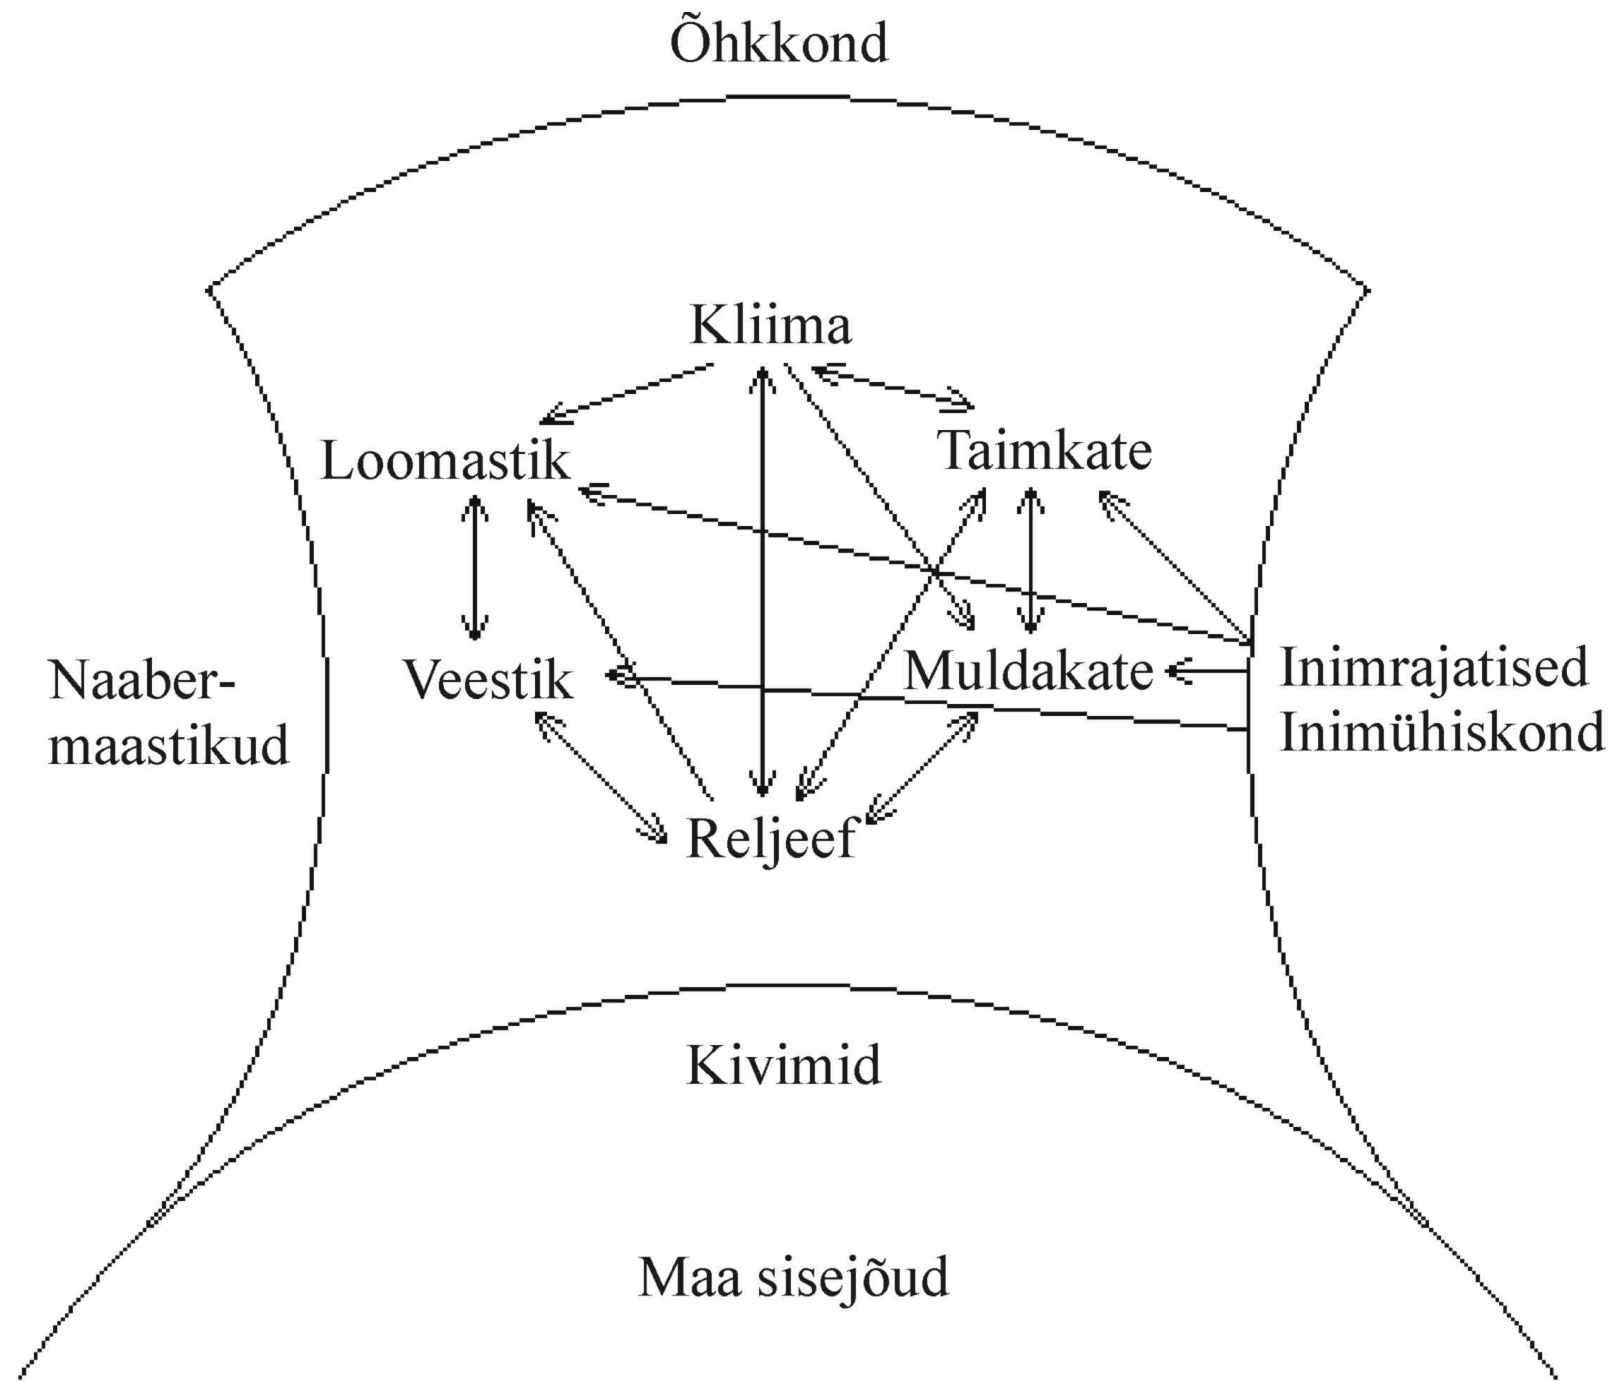 Õhkkond
Kliima
Loomastik
Taimkate
Naaber-
maastikud
Veestik
Muldakate
Inimrajatised
Inimühiskond
Reljeef
Kivimid
Maa sisejõud